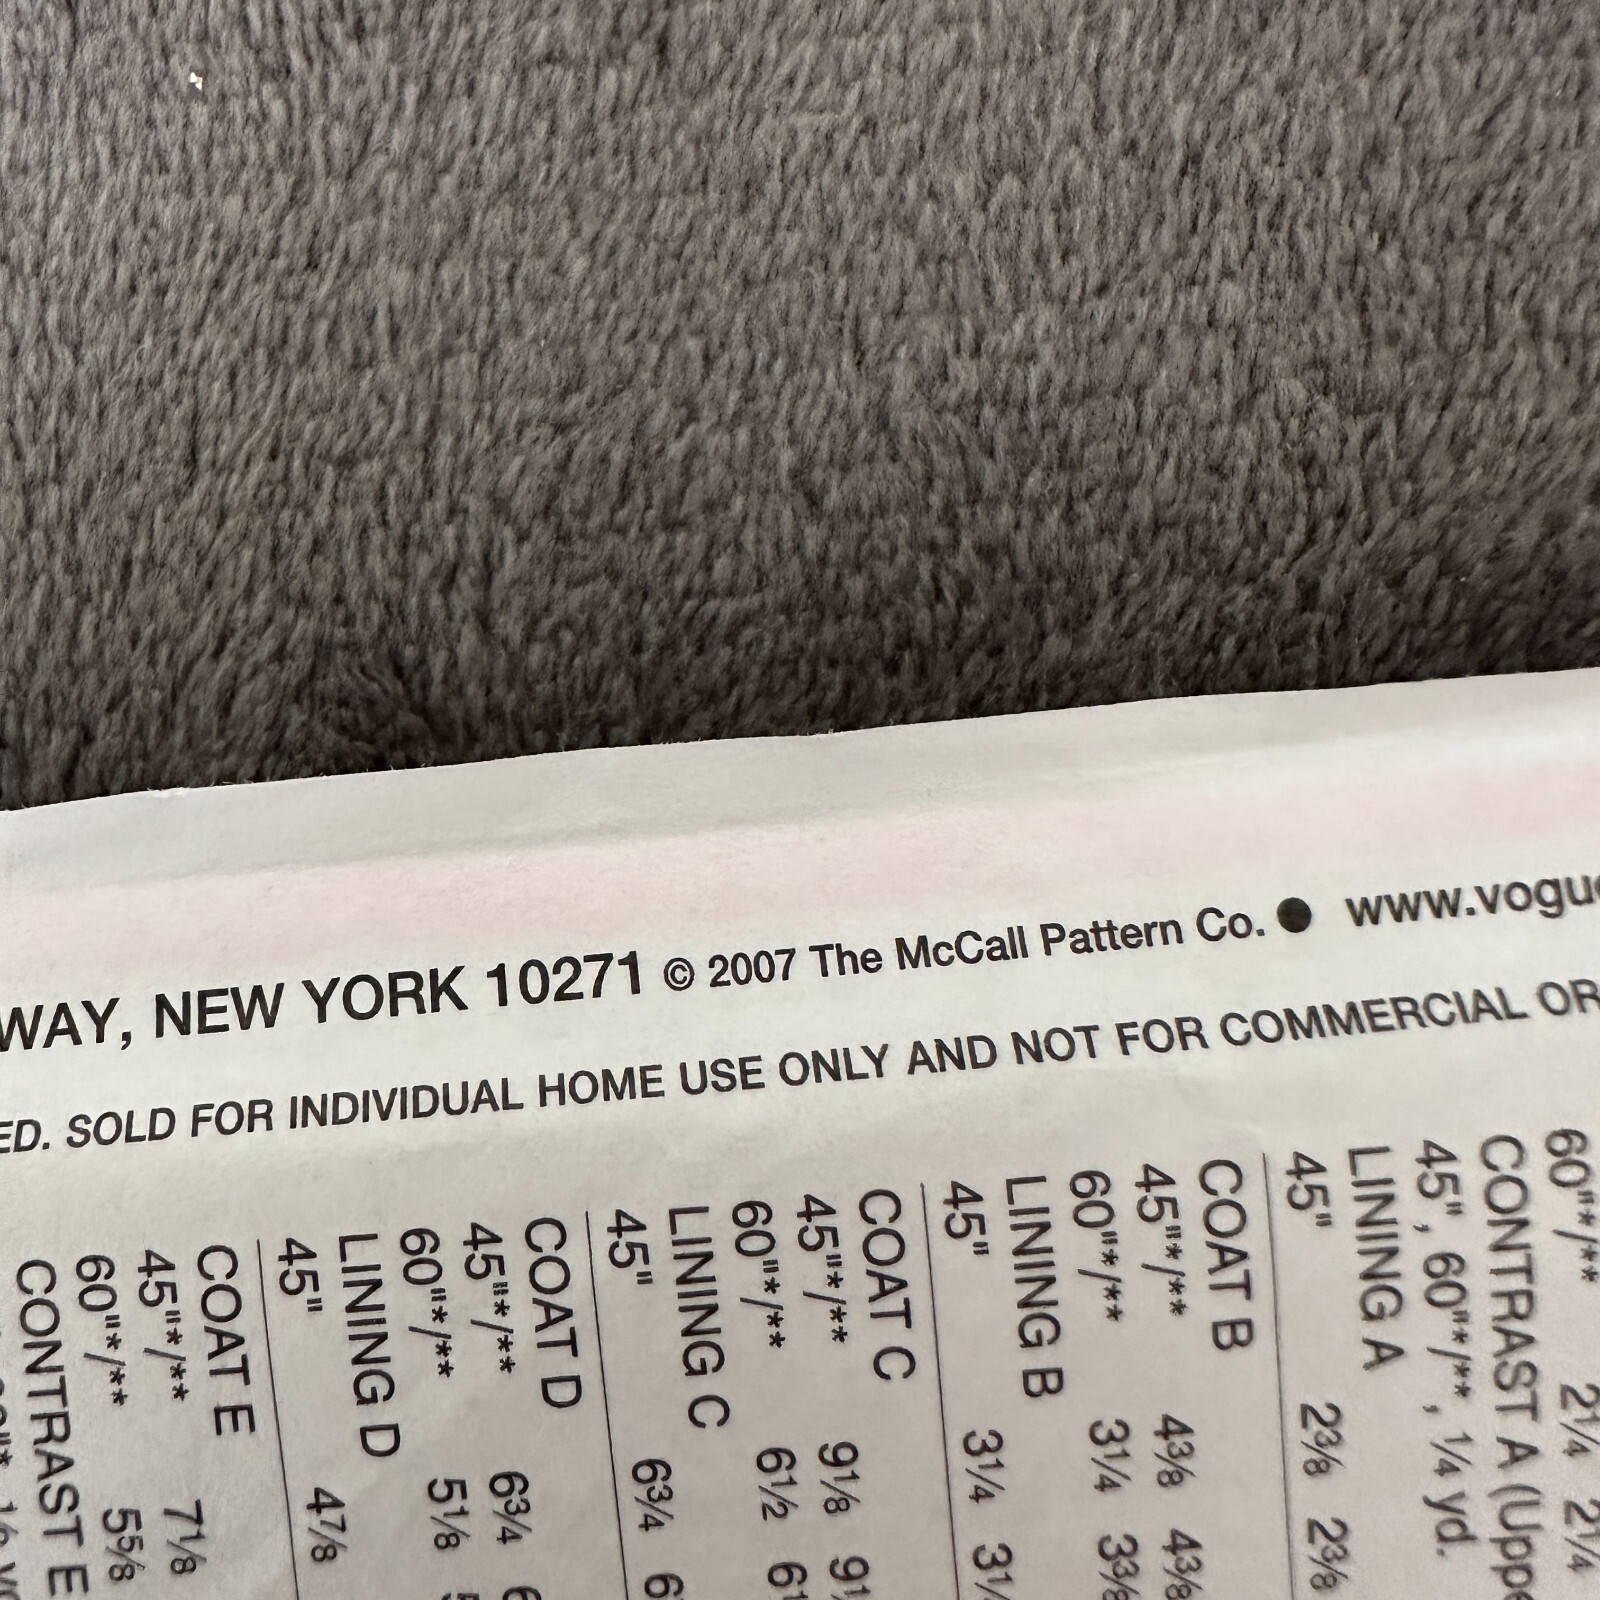 WAY, NEW YORK 10271 © 2007 The McCall Pattern Co. ● www.vogue
ED. SOLD FOR INDIVIDUAL HOME USE ONLY AND NOT FOR COMMERCIAL OR
60"*/** 2¼ 2¼
CONTRAST A (Uppe
45", 60"*/**, ¼ yd.
LINING A
45" 2⅜ 2⅜
COAT B
45"*/** 4⅜ 4⅜
60"*/** 3¼ 3⅜
LINING B
45" 3¼ 3¼
COAT C
45"*/** 9⅛ 9
60"*/** 6½ 6
LINING C
45" 6¾ 6
COAT D
45"*/** 6¾ 6
60"*/** 5⅛
LINING D
45" 4⅞
COAT E
45"*/** 7⅛
60"*/** 5⅝
CONTRAST E